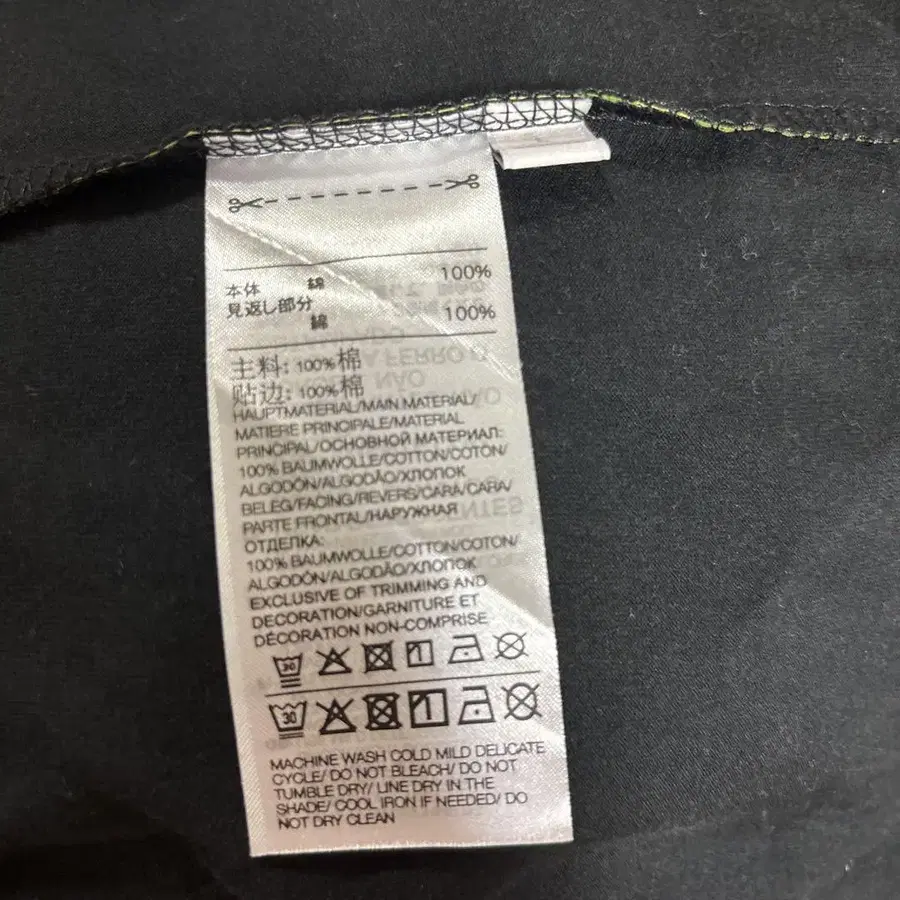 本体 綿 100%
見返し部分
綿 100%
主料: 100%棉
贴边: 100%棉
HAUPTMATERIAL/MAIN MATERIAL/
MATIERE PRINCIPALE/MATERIAL
PRINCIPAL/ОСНОВНОЙ МАТЕРИАЛ:
100% BAUMWOLLE/COTTON/COTON/
ALGODÓN/ALGODÃO/ХЛОПОК
BELEG/FACING/REVERS/CARA/CARA/
PARTE FRONTAL/НАРУЖНАЯ
ОТДЕЛКА:
100% BAUMWOLLE/COTTON/COTON/
ALGODÓN/ALGODÃO/ХЛОПОК
EXCLUSIVE OF TRIMMING AND
DECORATION/GARNITURE ET
DÉCORATION NON-COMPRISE
30
30
MACHINE WASH COLD MILD DELICATE
CYCLE/ DO NOT BLEACH/ DO NOT
TUMBLE DRY/ LINE DRY IN THE
SHADE/ COOL IRON IF NEEDED/ DO
NOT DRY CLEAN